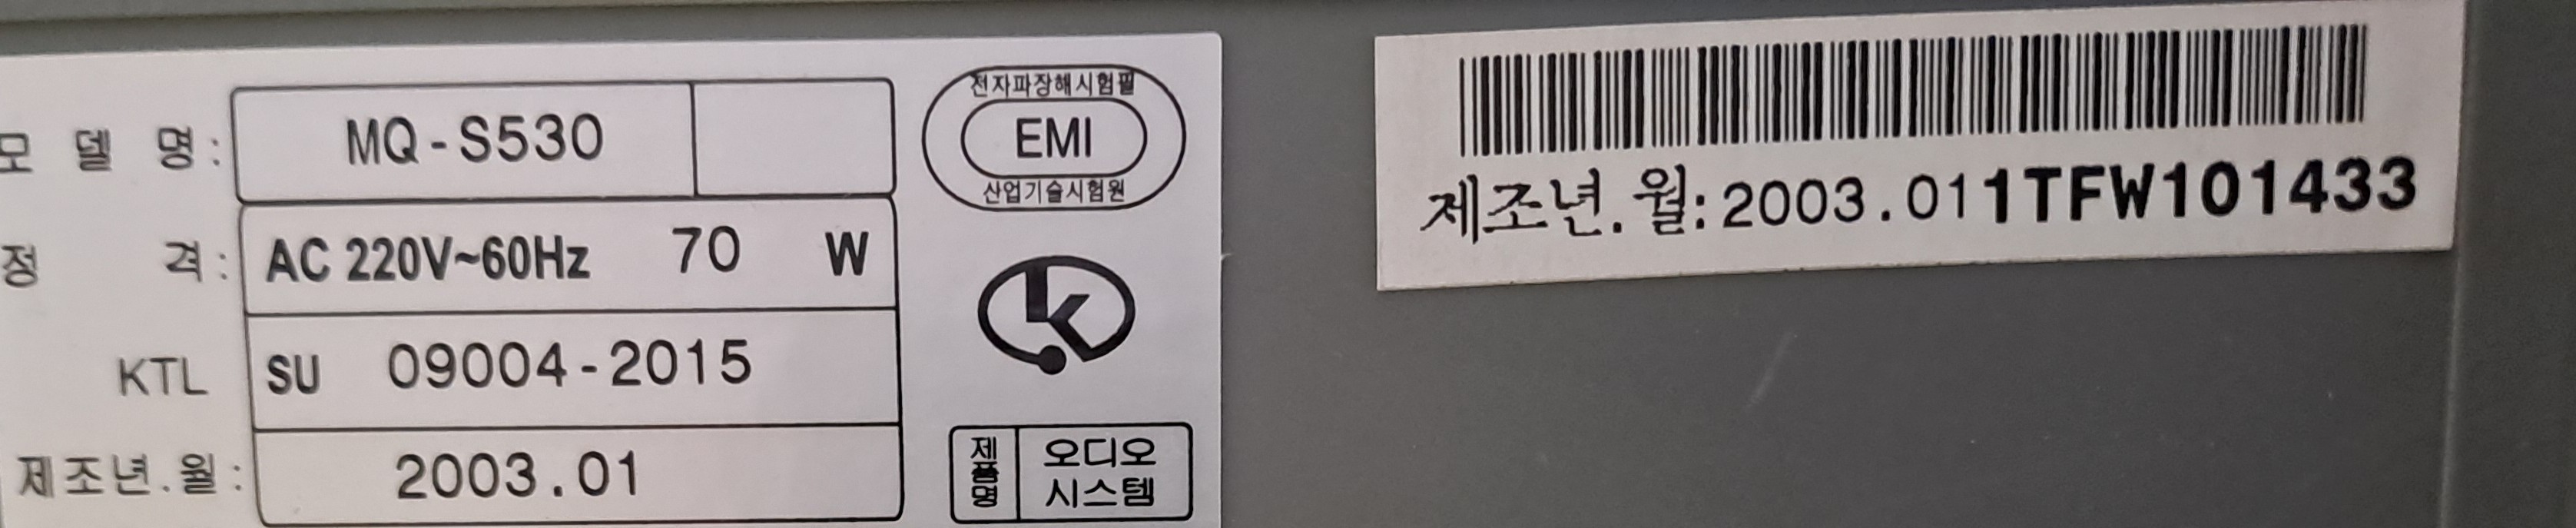 모 델 명: MQ-S530
정 격: AC 220V~60Hz 70 W
KTL SU 09004-2015
제조년.월: 2003.01
전자파장해시험필
EMI
산업기술시험원
제품명 오디오
시스템
제조년.월:2003.011TFW101433